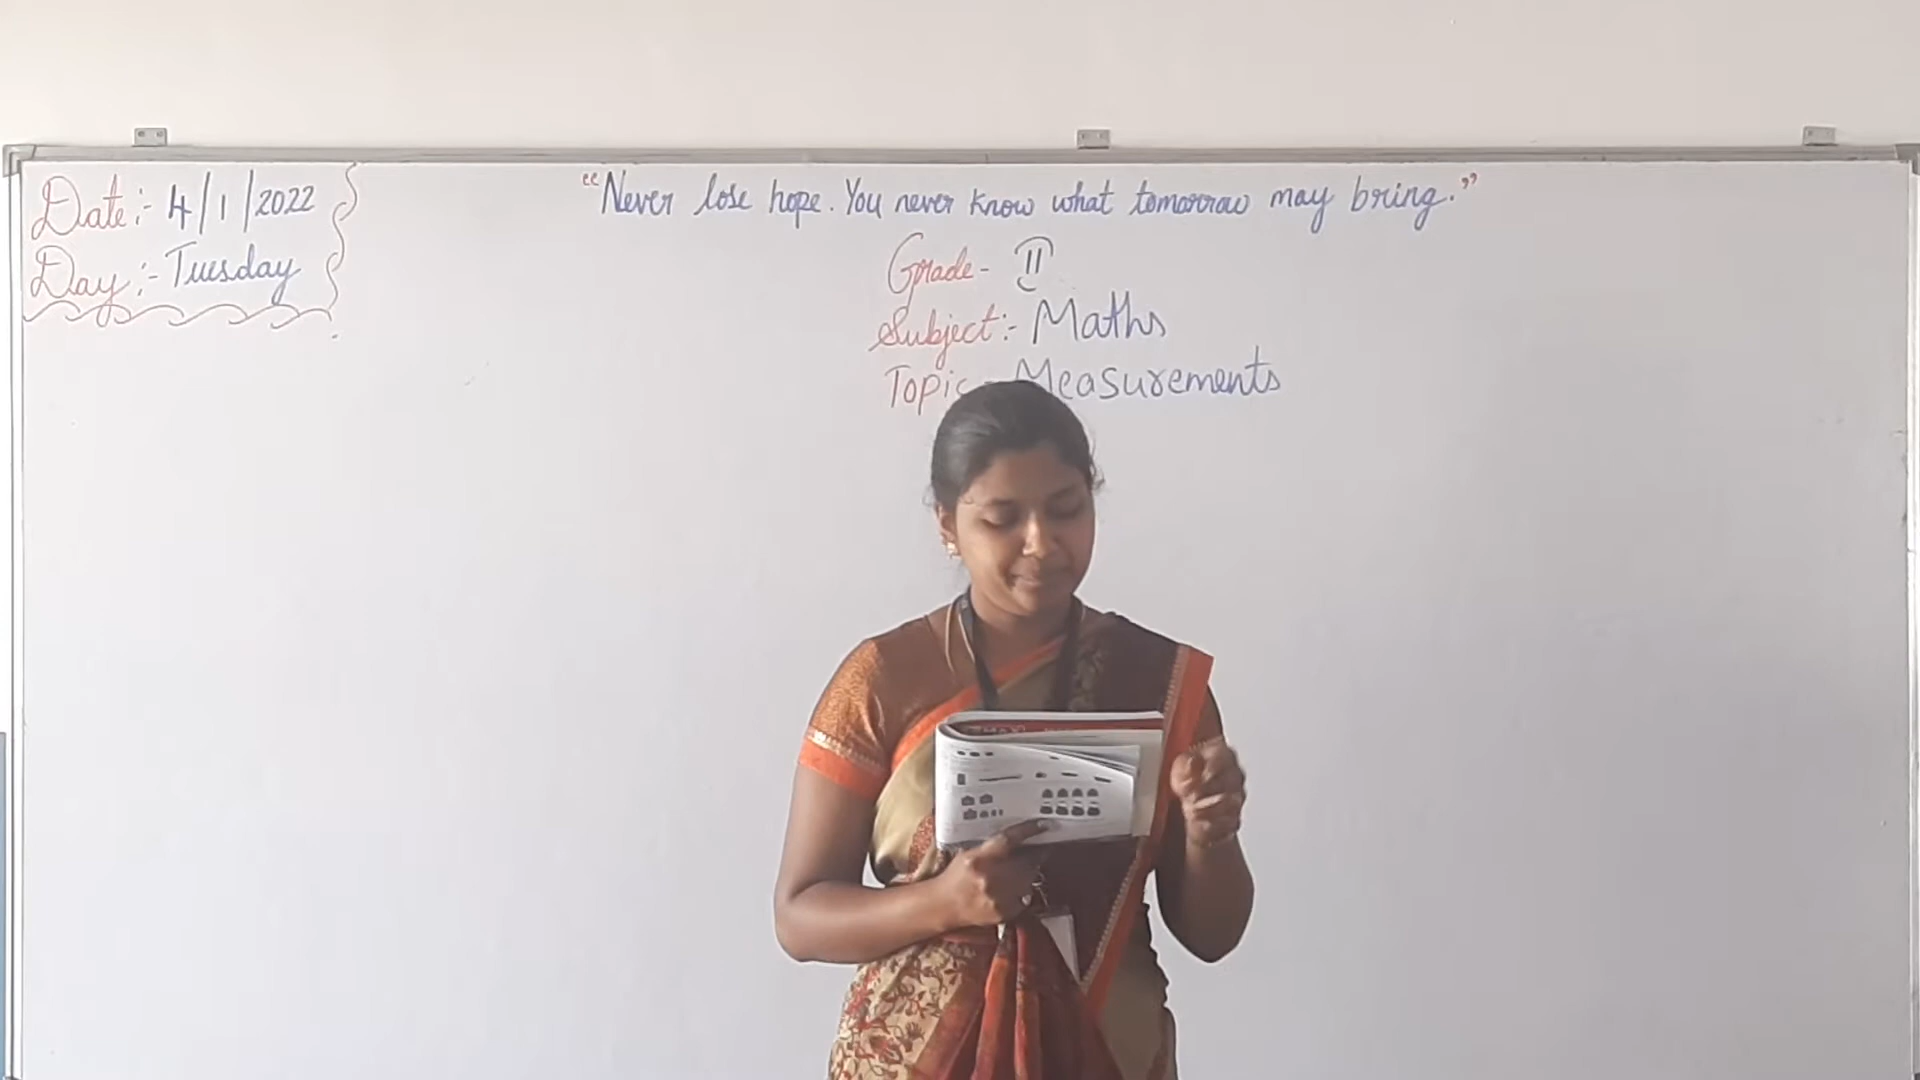 Date:- 4/1/2022
Day:- Tuesday
"Never lose hope. You never know what tomorrow may bring."
Grade- II
Subject:- Maths
Topic - Measurements